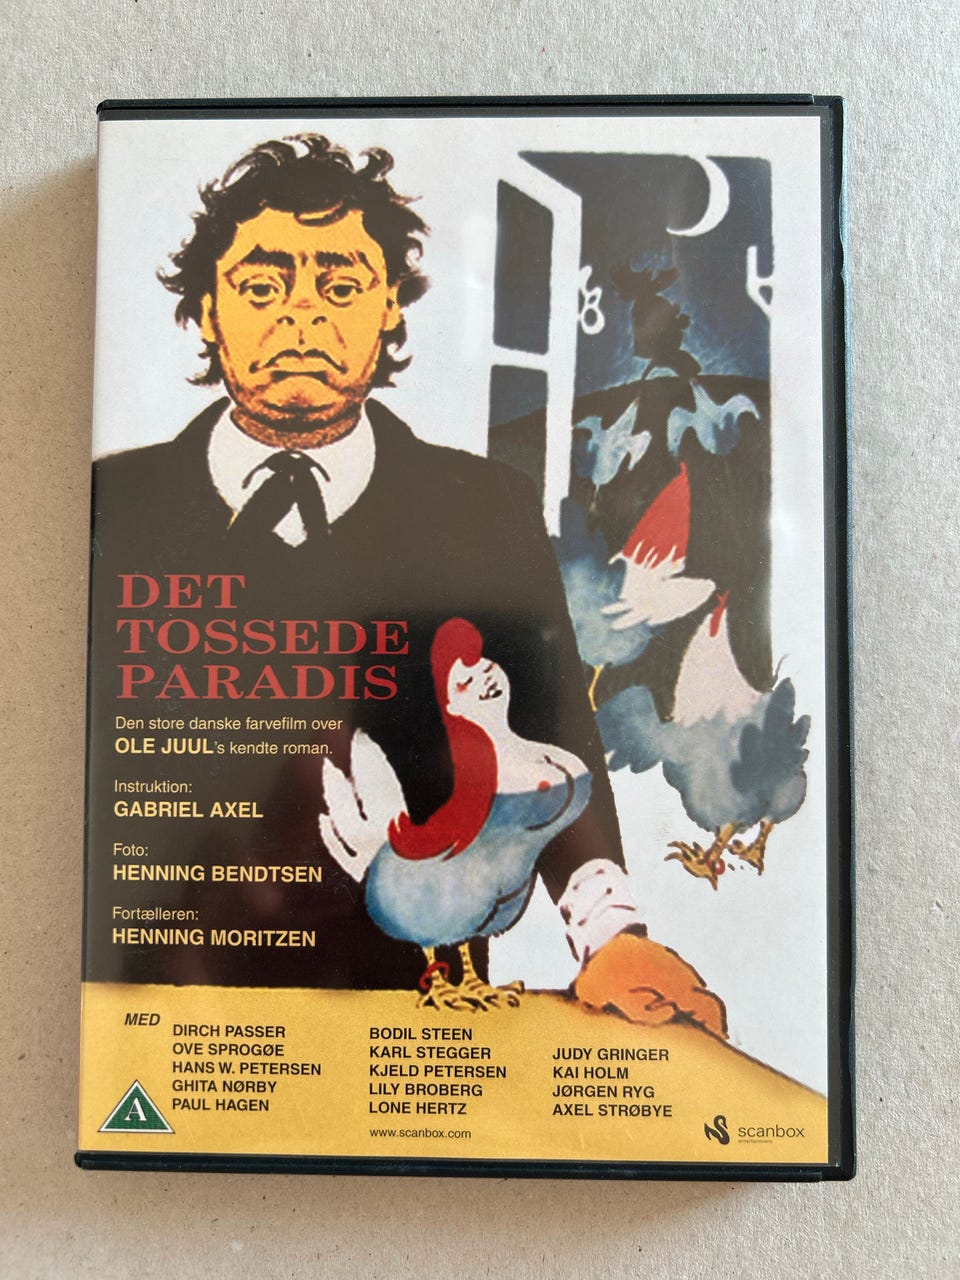 DET
TOSSEDE
PARADIS
Den store danske farvefilm over
OLE JUUL's kendte roman.
Instruktion:
GABRIEL AXEL
Foto:
HENNING BENDTSEN
Fortælleren:
HENNING MORITZEN
MED
DIRCH PASSER
OVE SPROGØE
HANS W. PETERSEN
GHITA NØRBY
PAUL HAGEN
BODIL STEEN
KARL STEGGER
KJELD PETERSEN
LILY BROBERG
LONE HERTZ
JUDY GRINGER
KAI HOLM
JØRGEN RYG
AXEL STRØBYE
A
www.scanbox.com
scanbox
entertainment